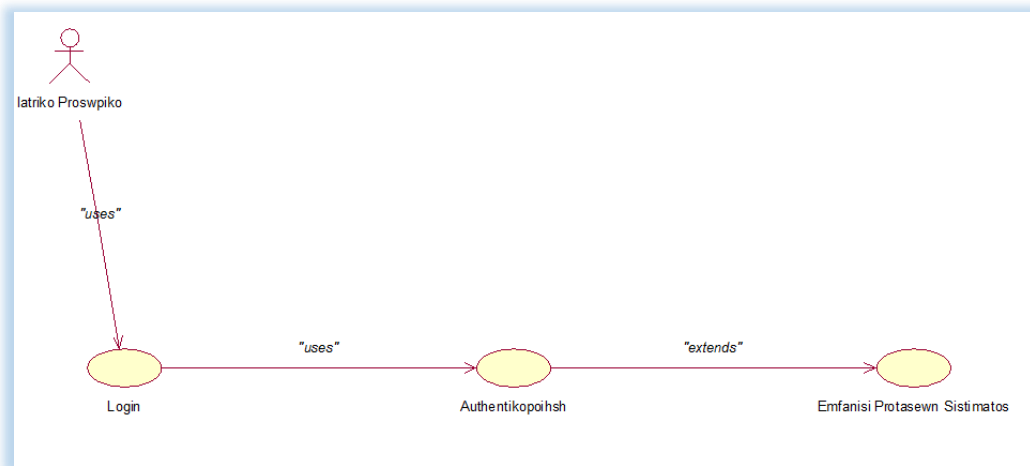 Iatriko Proswpiko
"uses"
"uses"
"extends"
Login
Authentikopoihsh
Emfanisi Protasewn Sistimatos